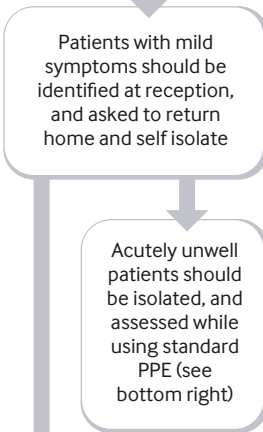 Patients with mild
symptoms should be
identified at reception,
and asked to return
home and self isolate
Acutely unwell
patients should
be isolated, and
assessed while
using standard
PPE (see
bottom right)